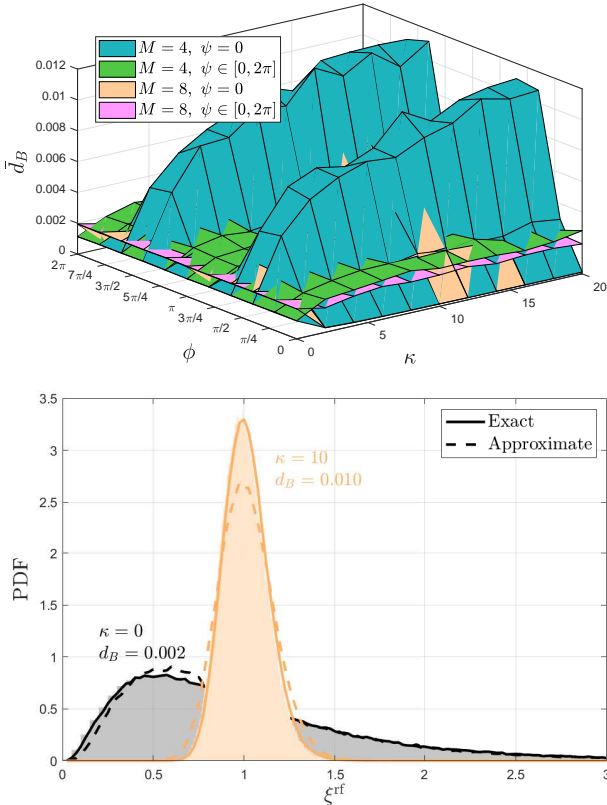 M = 4, ψ = 0
M = 4, ψ ∈ [0, 2π]
M = 8, ψ = 0
M = 8, ψ ∈ [0, 2π]
0.012
0.01
0.008
0.006
0.004
0.002
0
d̄_B
2π
7π/4
3π/2
5π/4
π
3π/4
π/2
π/4
0
ϕ
0
5
10
15
20
κ
3.5
3
2.5
2
1.5
1
0.5
0
PDF
Exact
Approximate
κ = 10
d_B = 0.010
κ = 0
d_B = 0.002
0
0.5
1
1.5
2
2.5
3
ξ^rf